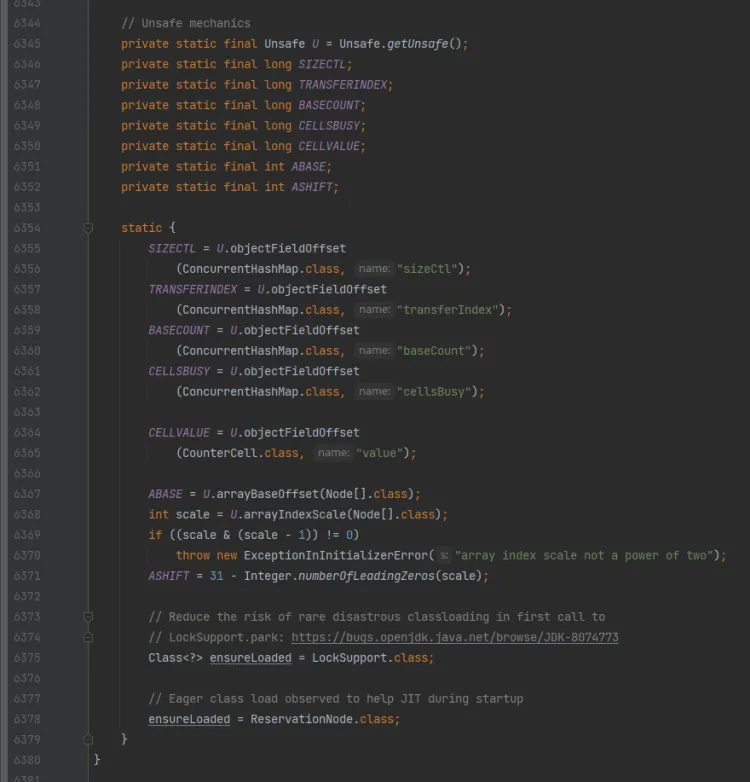 6343
6344 // Unsafe mechanics
6345 private static final Unsafe U = Unsafe.getUnsafe();
6346 private static final long SIZECTL;
6347 private static final long TRANSFERINDEX;
6348 private static final long BASECOUNT;
6349 private static final long CELLSBUSY;
6350 private static final long CELLVALUE;
6351 private static final int ABASE;
6352 private static final int ASHIFT;
6353
6354 static {
6355 SIZECTL = U.objectFieldOffset
6356 (ConcurrentHashMap.class, name: "sizeCtl");
6357 TRANSFERINDEX = U.objectFieldOffset
6358 (ConcurrentHashMap.class, name: "transferIndex");
6359 BASECOUNT = U.objectFieldOffset
6360 (ConcurrentHashMap.class, name: "baseCount");
6361 CELLSBUSY = U.objectFieldOffset
6362 (ConcurrentHashMap.class, name: "cellsBusy");
6363
6364 CELLVALUE = U.objectFieldOffset
6365 (CounterCell.class, name: "value");
6366
6367 ABASE = U.arrayBaseOffset(Node[].class);
6368 int scale = U.arrayIndexScale(Node[].class);
6369 if ((scale & (scale - 1)) != 0)
6370 throw new ExceptionInInitializerError( s: "array index scale not a power of two");
6371 ASHIFT = 31 - Integer.numberOfLeadingZeros(scale);
6372
6373 // Reduce the risk of rare disastrous classloading in first call to
6374 // LockSupport.park: https://bugs.openjdk.java.net/browse/JDK-8074773
6375 Class<?> ensureLoaded = LockSupport.class;
6376
6377 // Eager class load observed to help JIT during startup
6378 ensureLoaded = ReservationNode.class;
6379 }
6380 }
6381